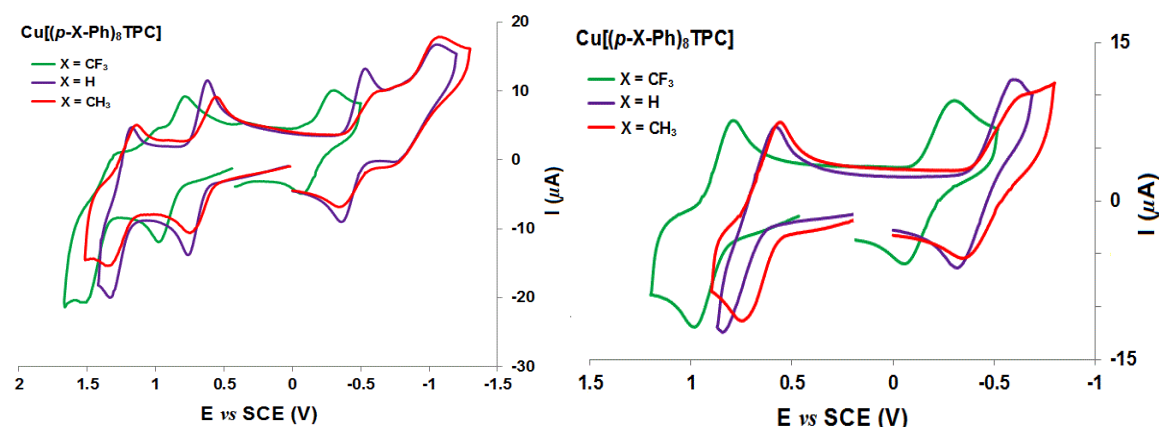 Cu[(p-X-Ph)₈TPC]
X = CF₃
X = H
X = CH₃
20
10
0
-10
-20
-30
I (µA)
2
1.5
1
0.5
0
-0.5
-1
-1.5
E vs SCE (V)
Cu[(p-X-Ph)₈TPC]
X = CF₃
X = H
X = CH₃
15
0
-15
I (µA)
1.5
1
0.5
0
-0.5
-1
E vs SCE (V)